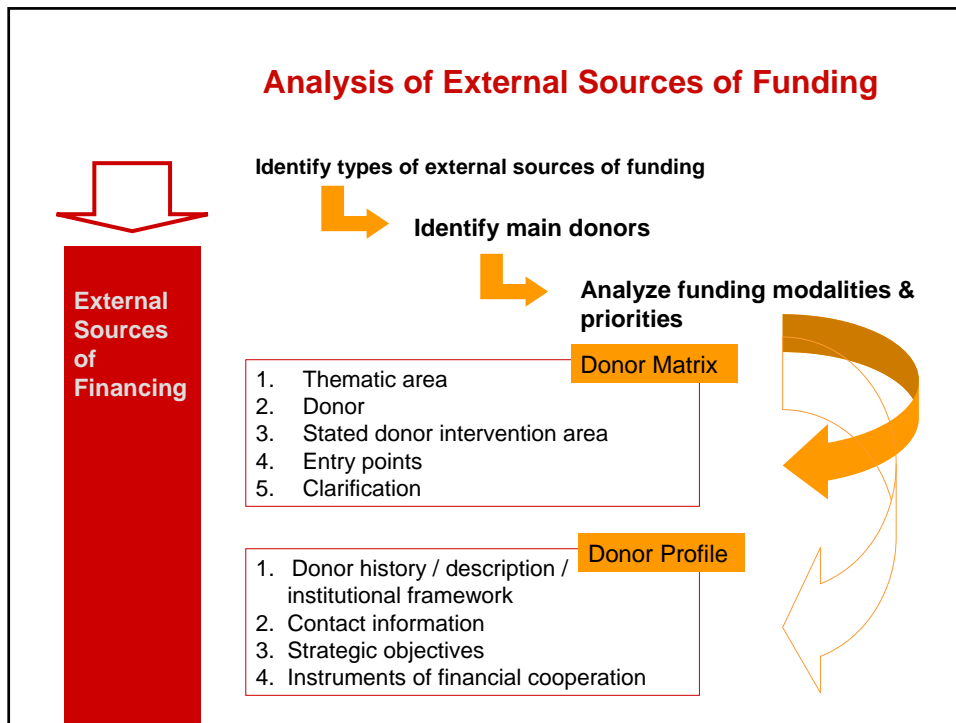 Analysis of External Sources of Funding
Identify types of external sources of funding
Identify main donors
Analyze funding modalities &
priorities
External
Sources
of
Financing
Donor Matrix
1. Thematic area
2. Donor
3. Stated donor intervention area
4. Entry points
5. Clarification
Donor Profile
1. Donor history / description /
institutional framework
2. Contact information
3. Strategic objectives
4. Instruments of financial cooperation